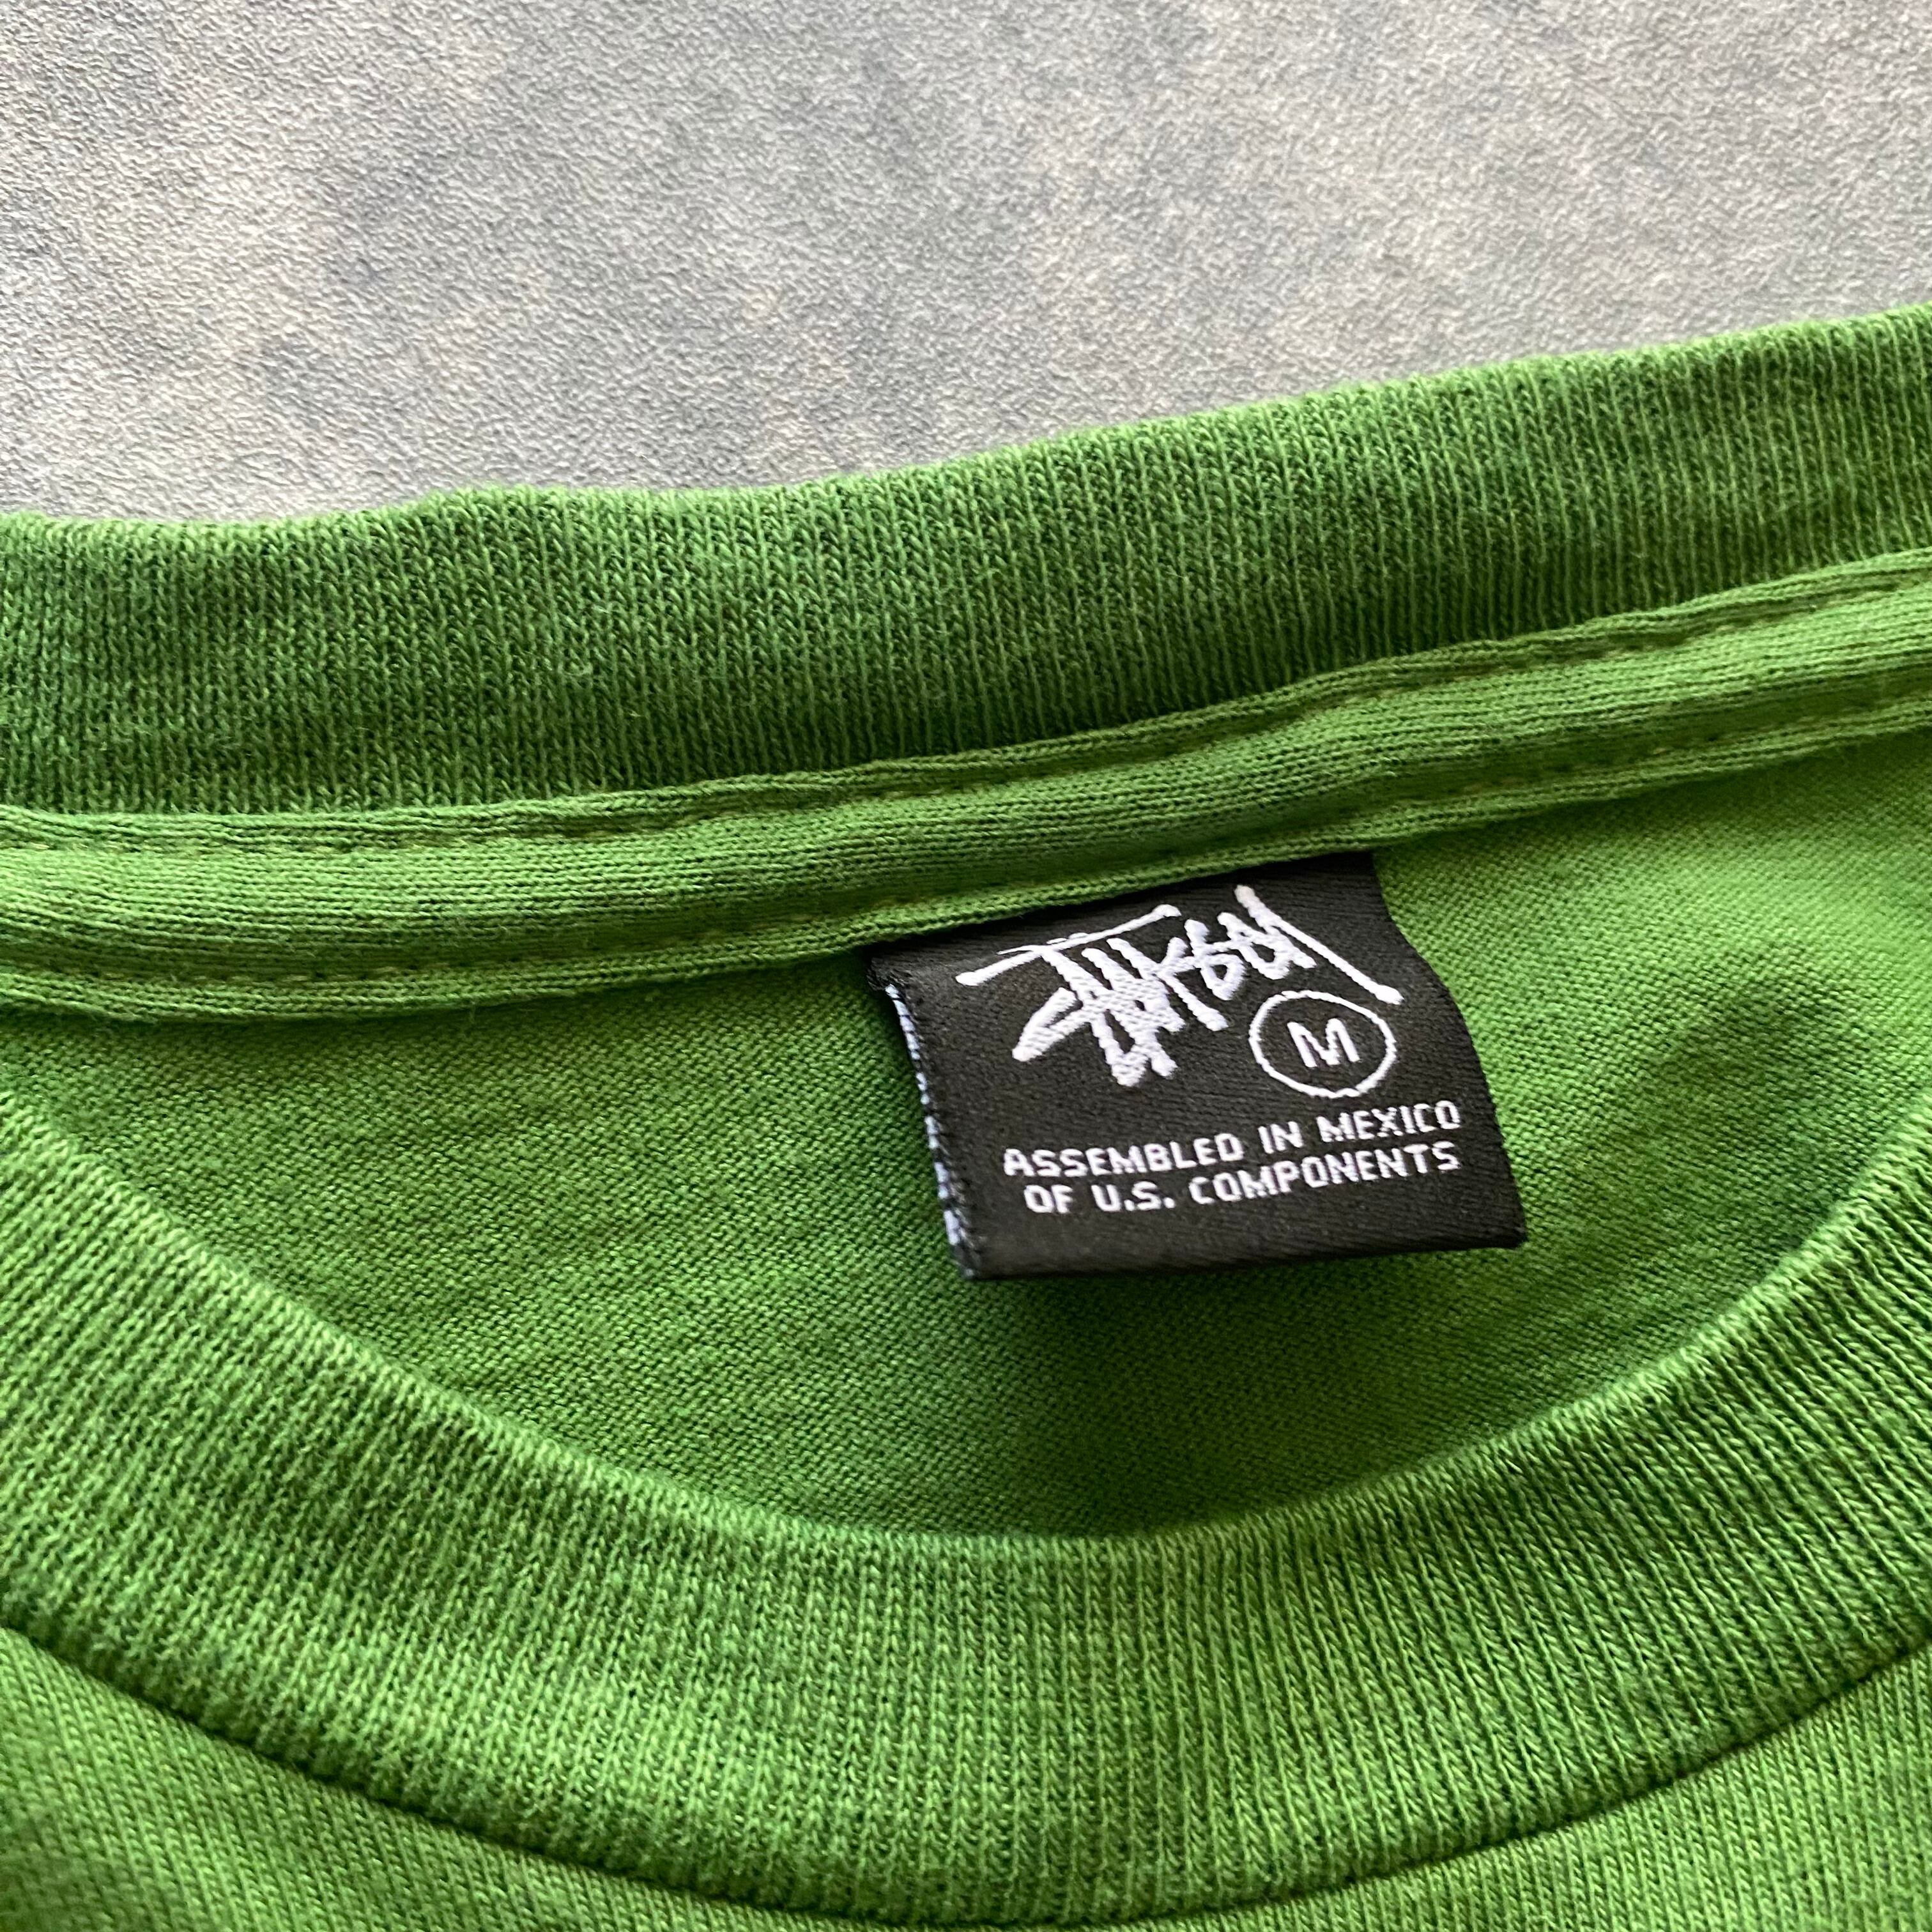 Stüssy
M
ASSEMBLED IN MEXICO
OF U.S. COMPONENTS